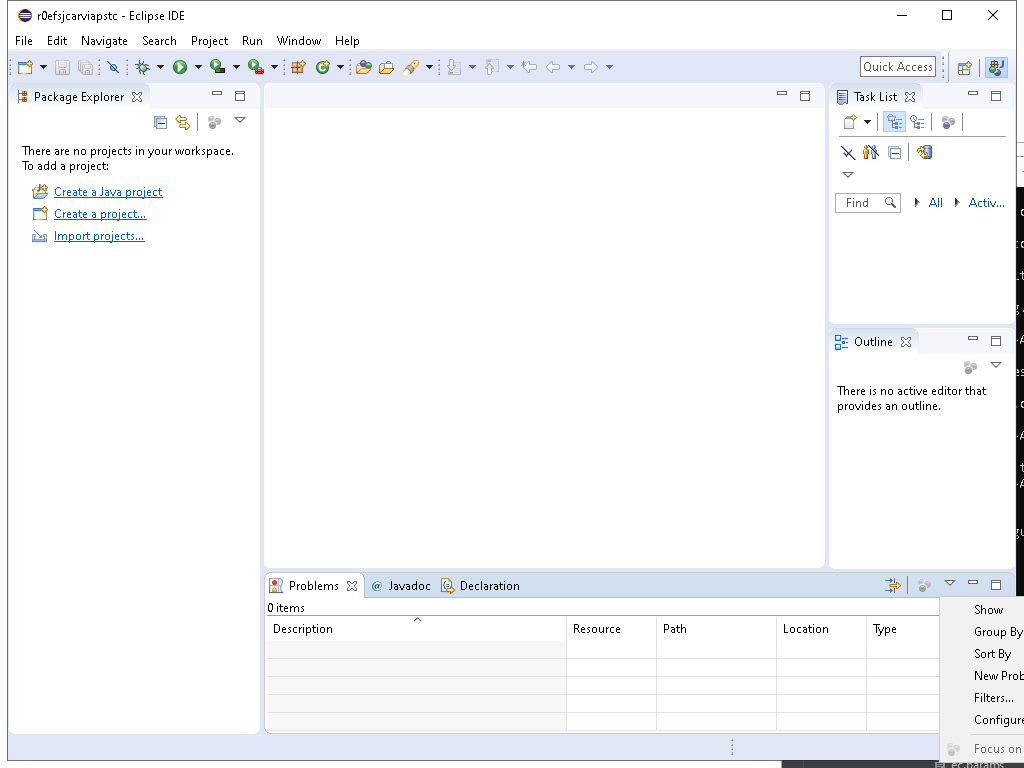 r0efsjcarviapstc - Eclipse IDE
File Edit Navigate Search Project Run Window Help
Quick Access
Package Explorer
There are no projects in your workspace.
To add a project:
Create a Java project
Create a project...
Import projects...
Task List
Find
All
Activ...
Outline
There is no active editor that
provides an outline.
Problems
@ Javadoc
Declaration
0 items
Description Resource Path Location Type
Show
Group By
Sort By
New Prob
Filters...
Configure
Focus on
ec.params